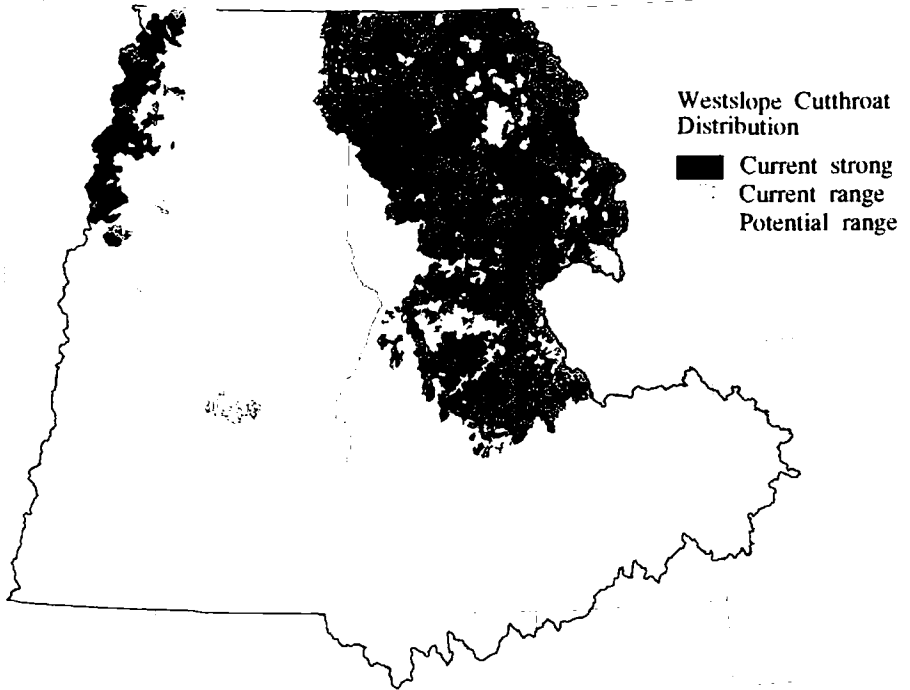 Westslope Cutthroat
Distribution
Current strong
Current range
Potential range